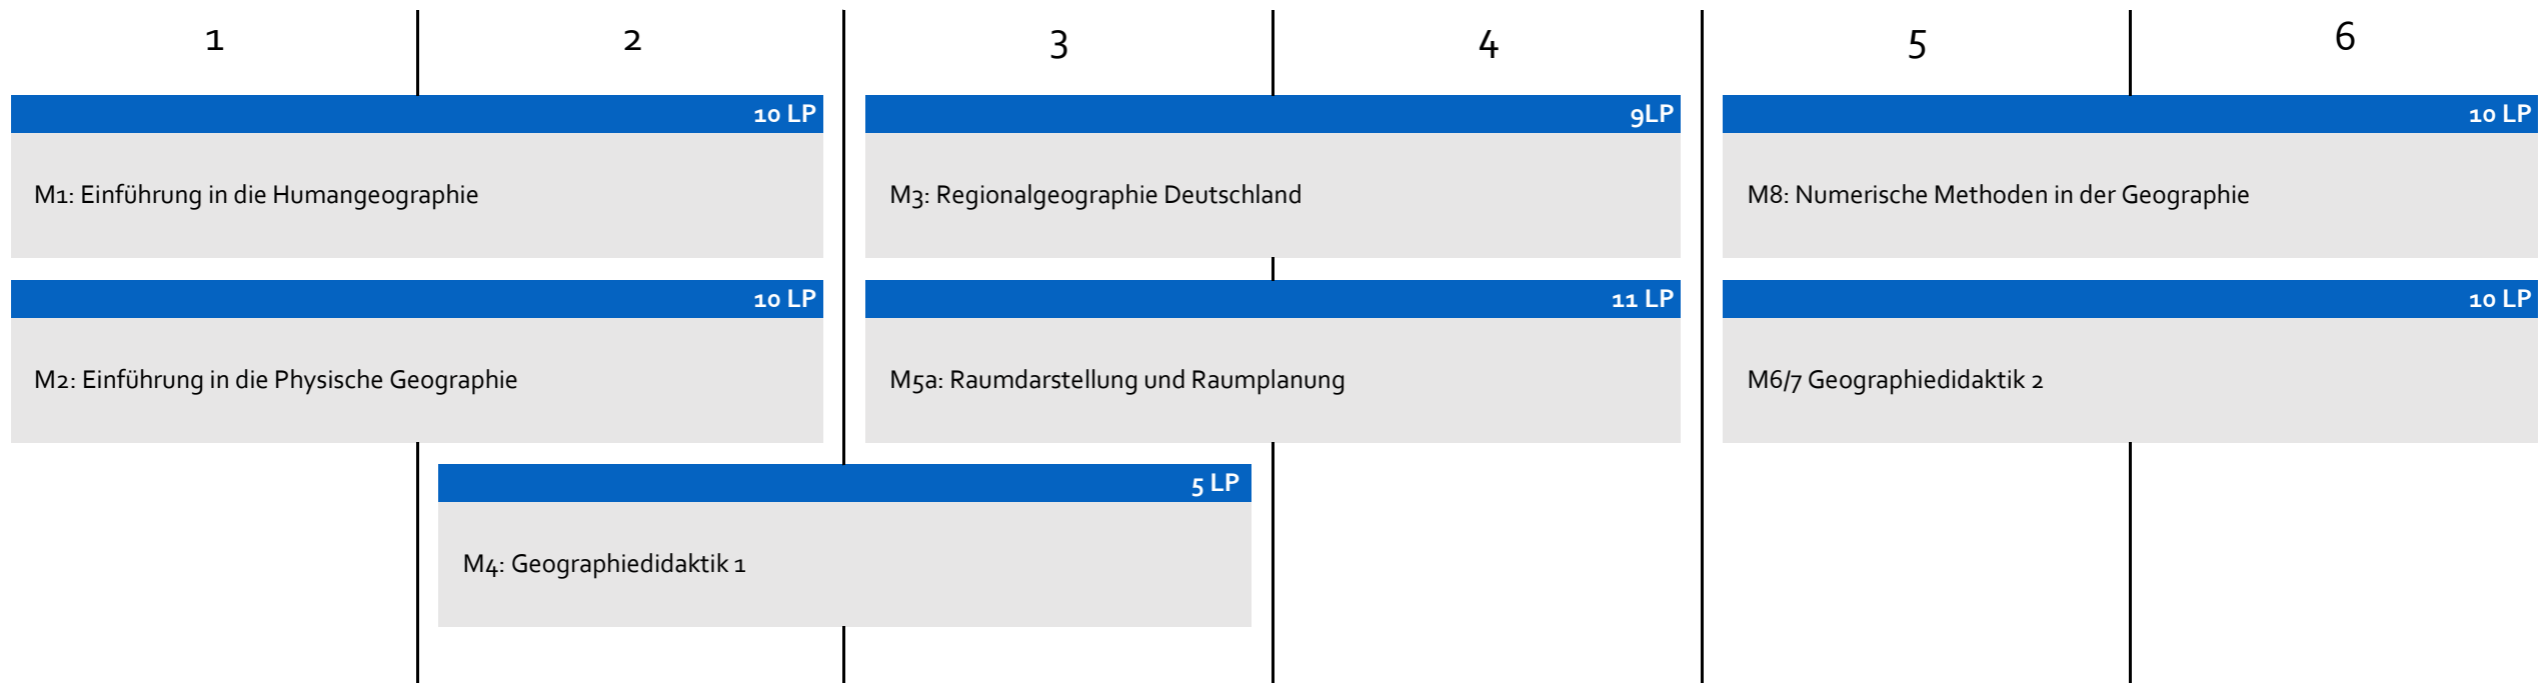 1 2 3 4 5 6
10 LP 9LP 10 LP
M1: Einführung in die Humangeographie M3: Regionalgeographie Deutschland M8: Numerische Methoden in der Geographie
10 LP 11 LP 10 LP
M2: Einführung in die Physische Geographie M5a: Raumdarstellung und Raumplanung M6/7 Geographiedidaktik 2
5 LP
M4: Geographiedidaktik 1